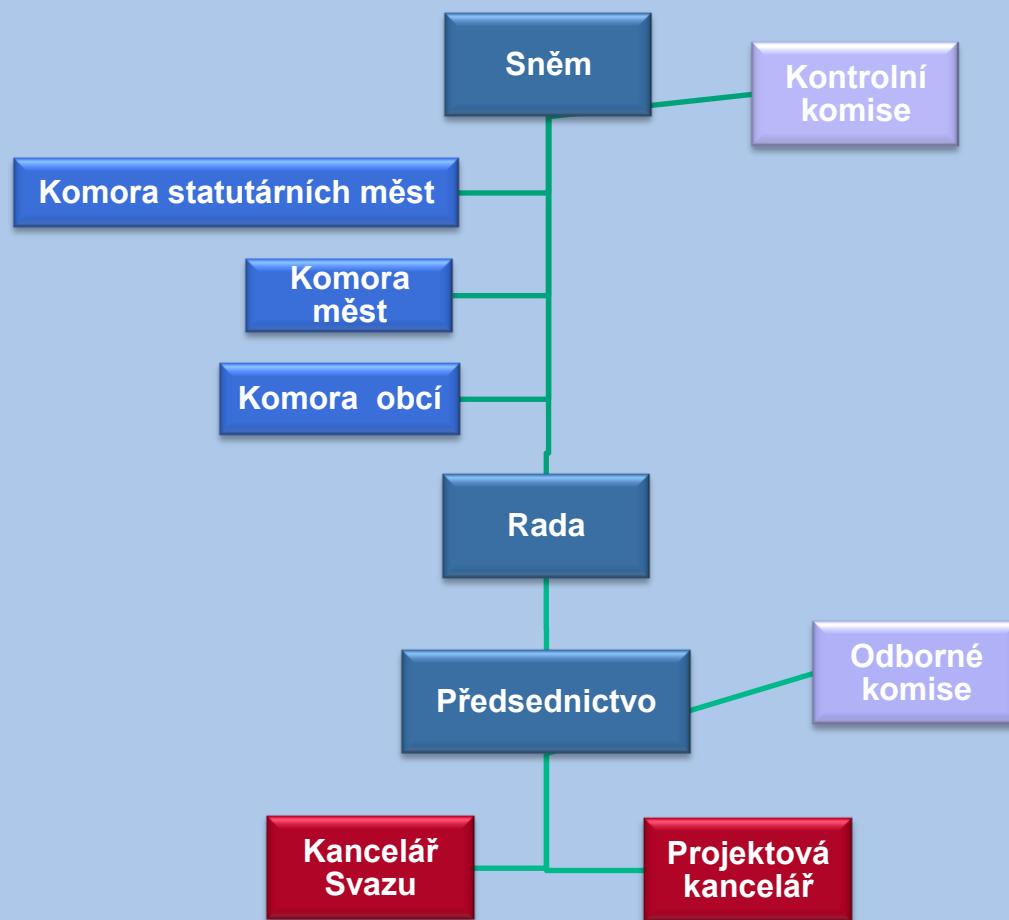 Sněm
Kontrolní
komise
Komora statutárních měst
Komora
měst
Komora obcí
Rada
Předsednictvo
Odborné
komise
Kancelář
Svazu
Projektová
kancelář